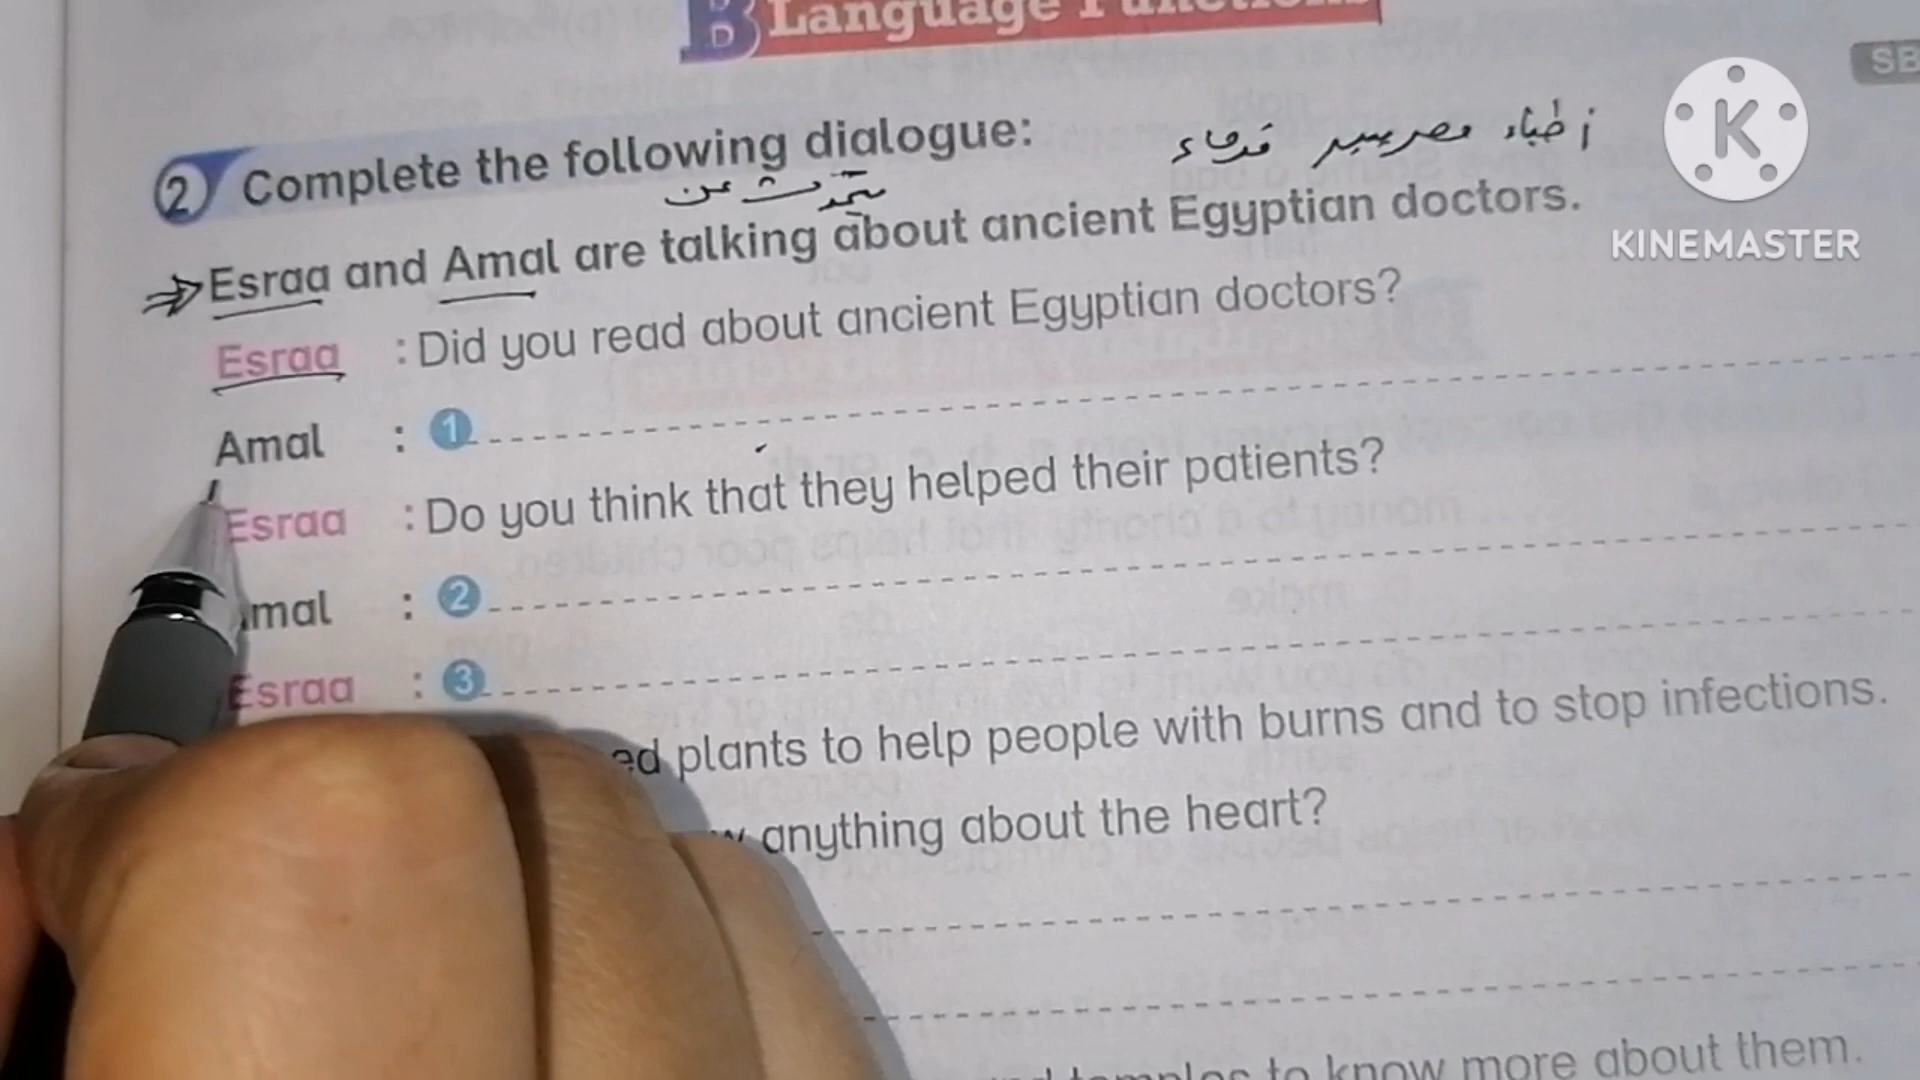 B Language Functions
D
SB
2 Complete the following dialogue:
أطباء مصريين قدماء
يتحدث عن
Esraa and Amal are talking about ancient Egyptian doctors.
Esraa : Did you read about ancient Egyptian doctors?
Amal : 1
Esraa : Do you think that they helped their patients?
mal : 2
Esraa : 3
ed plants to help people with burns and to stop infections.
anything about the heart?
to know more about them.
K
KINEMASTER